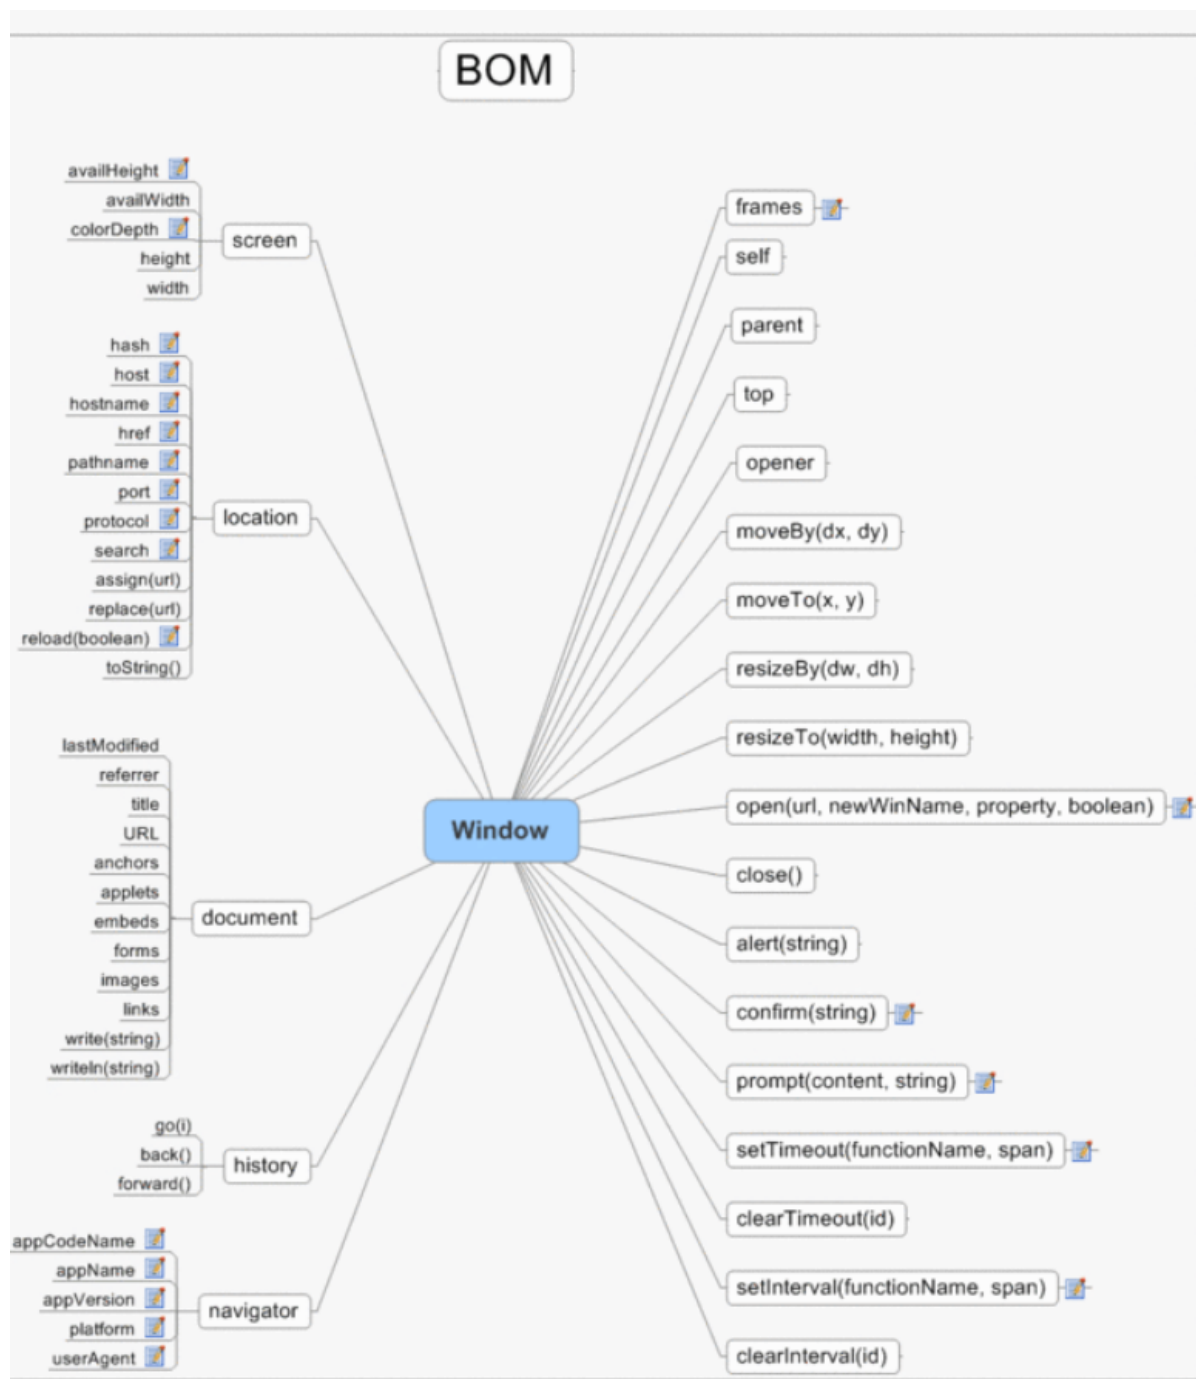 BOM
availHeight
availWidth
colorDepth
height
width
screen
hash
host
hostname
href
pathname
port
protocol
search
assign(url)
replace(url)
reload(boolean)
toString()
location
lastModified
referrer
title
URL
anchors
applets
embeds
forms
images
links
write(string)
writeln(string)
document
go(i)
back()
forward()
history
appCodeName
appName
appVersion
platform
userAgent
navigator
Window
frames
self
parent
top
opener
moveBy(dx, dy)
moveTo(x, y)
resizeBy(dw, dh)
resizeTo(width, height)
open(url, newWinName, property, boolean)
close()
alert(string)
confirm(string)
prompt(content, string)
setTimeout(functionName, span)
clearTimeout(id)
setInterval(functionName, span)
clearInterval(id)